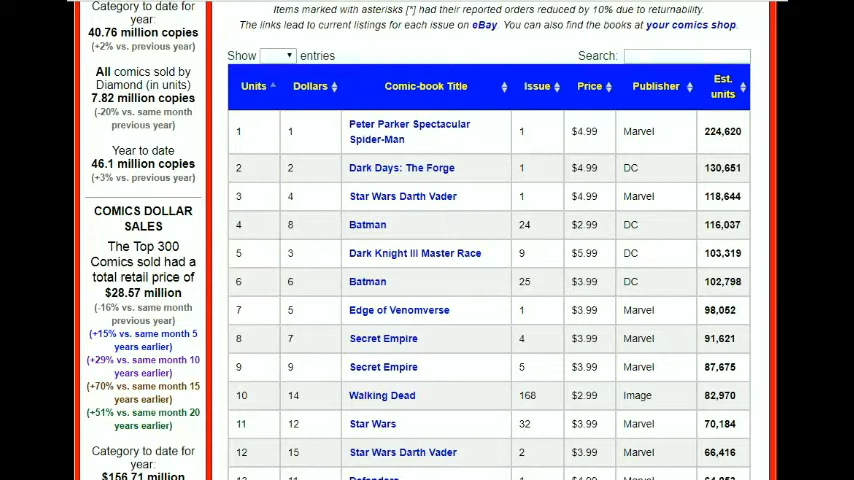 Category to date for
year:
40.76 million copies
(+2% vs. previous year)
All comics sold by
Diamond (in units)
7.82 million copies
(-20% vs. same month
previous year)
Year to date
46.1 million copies
(+3% vs. previous year)
COMICS DOLLAR
SALES
The Top 300
Comics sold had a
total retail price of
$28.57 million
(-16% vs. same month
previous year)
(+15% vs. same month 5
years earlier)
(+29% vs. same month 10
years earlier)
(+70% vs. same month 15
years earlier)
(+51% vs. same month 20
years earlier)
Category to date for
year:
$156.71 million
Items marked with asterisks [*] had their reported orders reduced by 10% due to returnability.
The links lead to current listings for each issue on eBay. You can also find the books at your comics shop.
Show entries Search:
Units Dollars Comic-book Title Issue Price Publisher Est. units
1 1 Peter Parker Spectacular Spider-Man 1 $4.99 Marvel 224,620
2 2 Dark Days: The Forge 1 $4.99 DC 130,651
3 4 Star Wars Darth Vader 1 $4.99 Marvel 118,644
4 8 Batman 24 $2.99 DC 116,037
5 3 Dark Knight III Master Race 9 $5.99 DC 103,319
6 6 Batman 25 $3.99 DC 102,798
7 5 Edge of Venomverse 1 $3.99 Marvel 98,052
8 7 Secret Empire 4 $3.99 Marvel 91,621
9 9 Secret Empire 5 $3.99 Marvel 87,675
10 14 Walking Dead 168 $2.99 Image 82,970
11 12 Star Wars 32 $3.99 Marvel 70,184
12 15 Star Wars Darth Vader 2 $3.99 Marvel 66,416